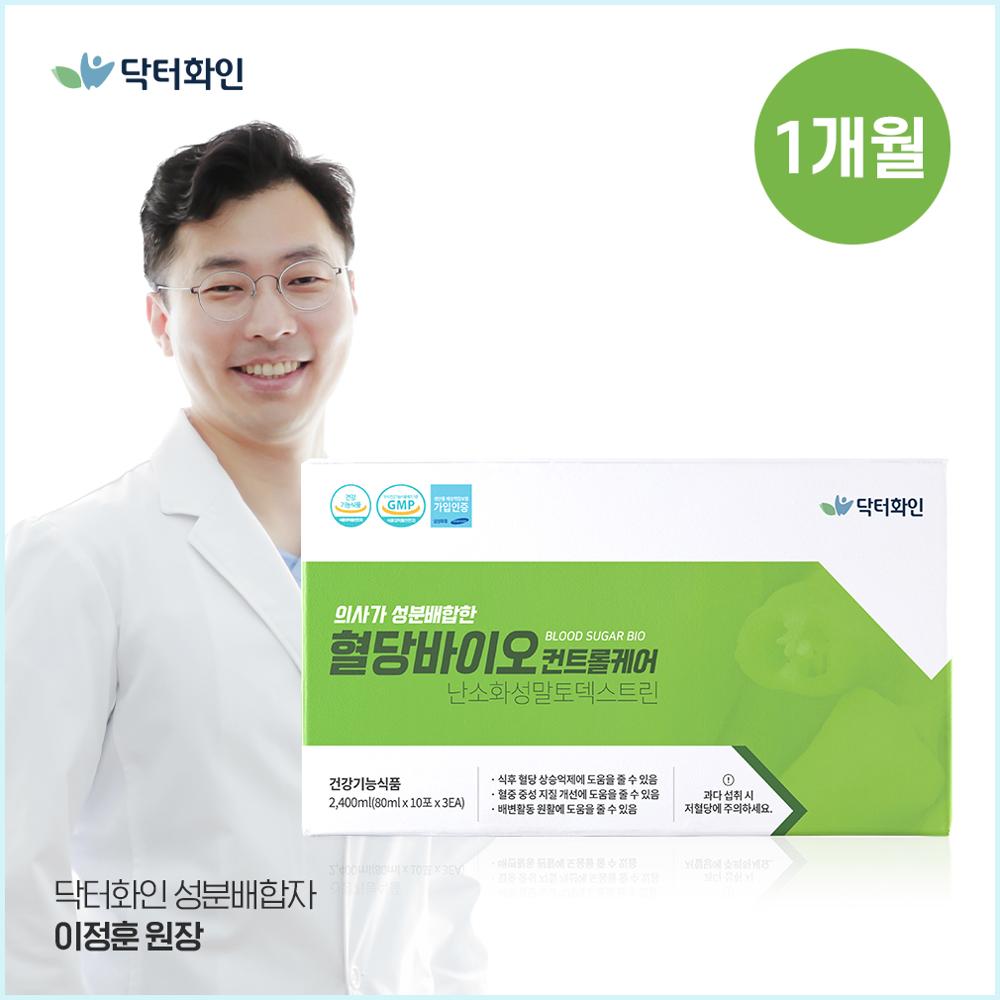 닥터화인
1개월
건강
기능식품
GMP
가입인증
닥터화인
의사가 성분배합한
혈당바이오 BLOOD SUGAR BIO 컨트롤케어
난소화성말토덱스트린
건강기능식품
2,400ml(80ml x 10포 x 3EA)
· 식후 혈당 상승억제에 도움을 줄 수 있음
· 혈중 중성 지질 개선에 도움을 줄 수 있음
· 배변활동 원활에 도움을 줄 수 있음
과다 섭취 시
저혈당에 주의하세요.
닥터화인 성분배합자
이정훈 원장